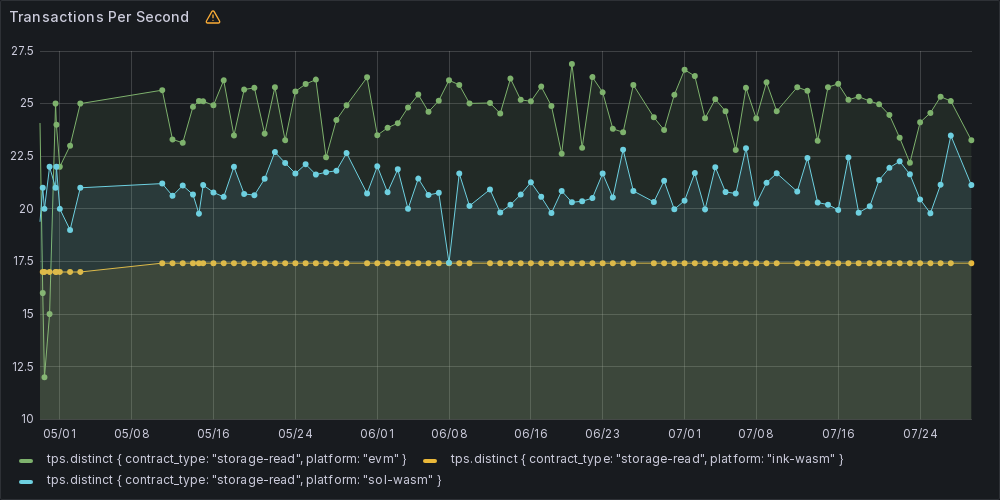 Transactions Per Second
27.5
25
22.5
20
17.5
15
12.5
10
05/01 05/08 05/16 05/24 06/01 06/08 06/16 06/23 07/01 07/08 07/16 07/24
tps.distinct { contract_type: "storage-read", platform: "evm" } tps.distinct { contract_type: "storage-read", platform: "ink-wasm" }
tps.distinct { contract_type: "storage-read", platform: "sol-wasm" }